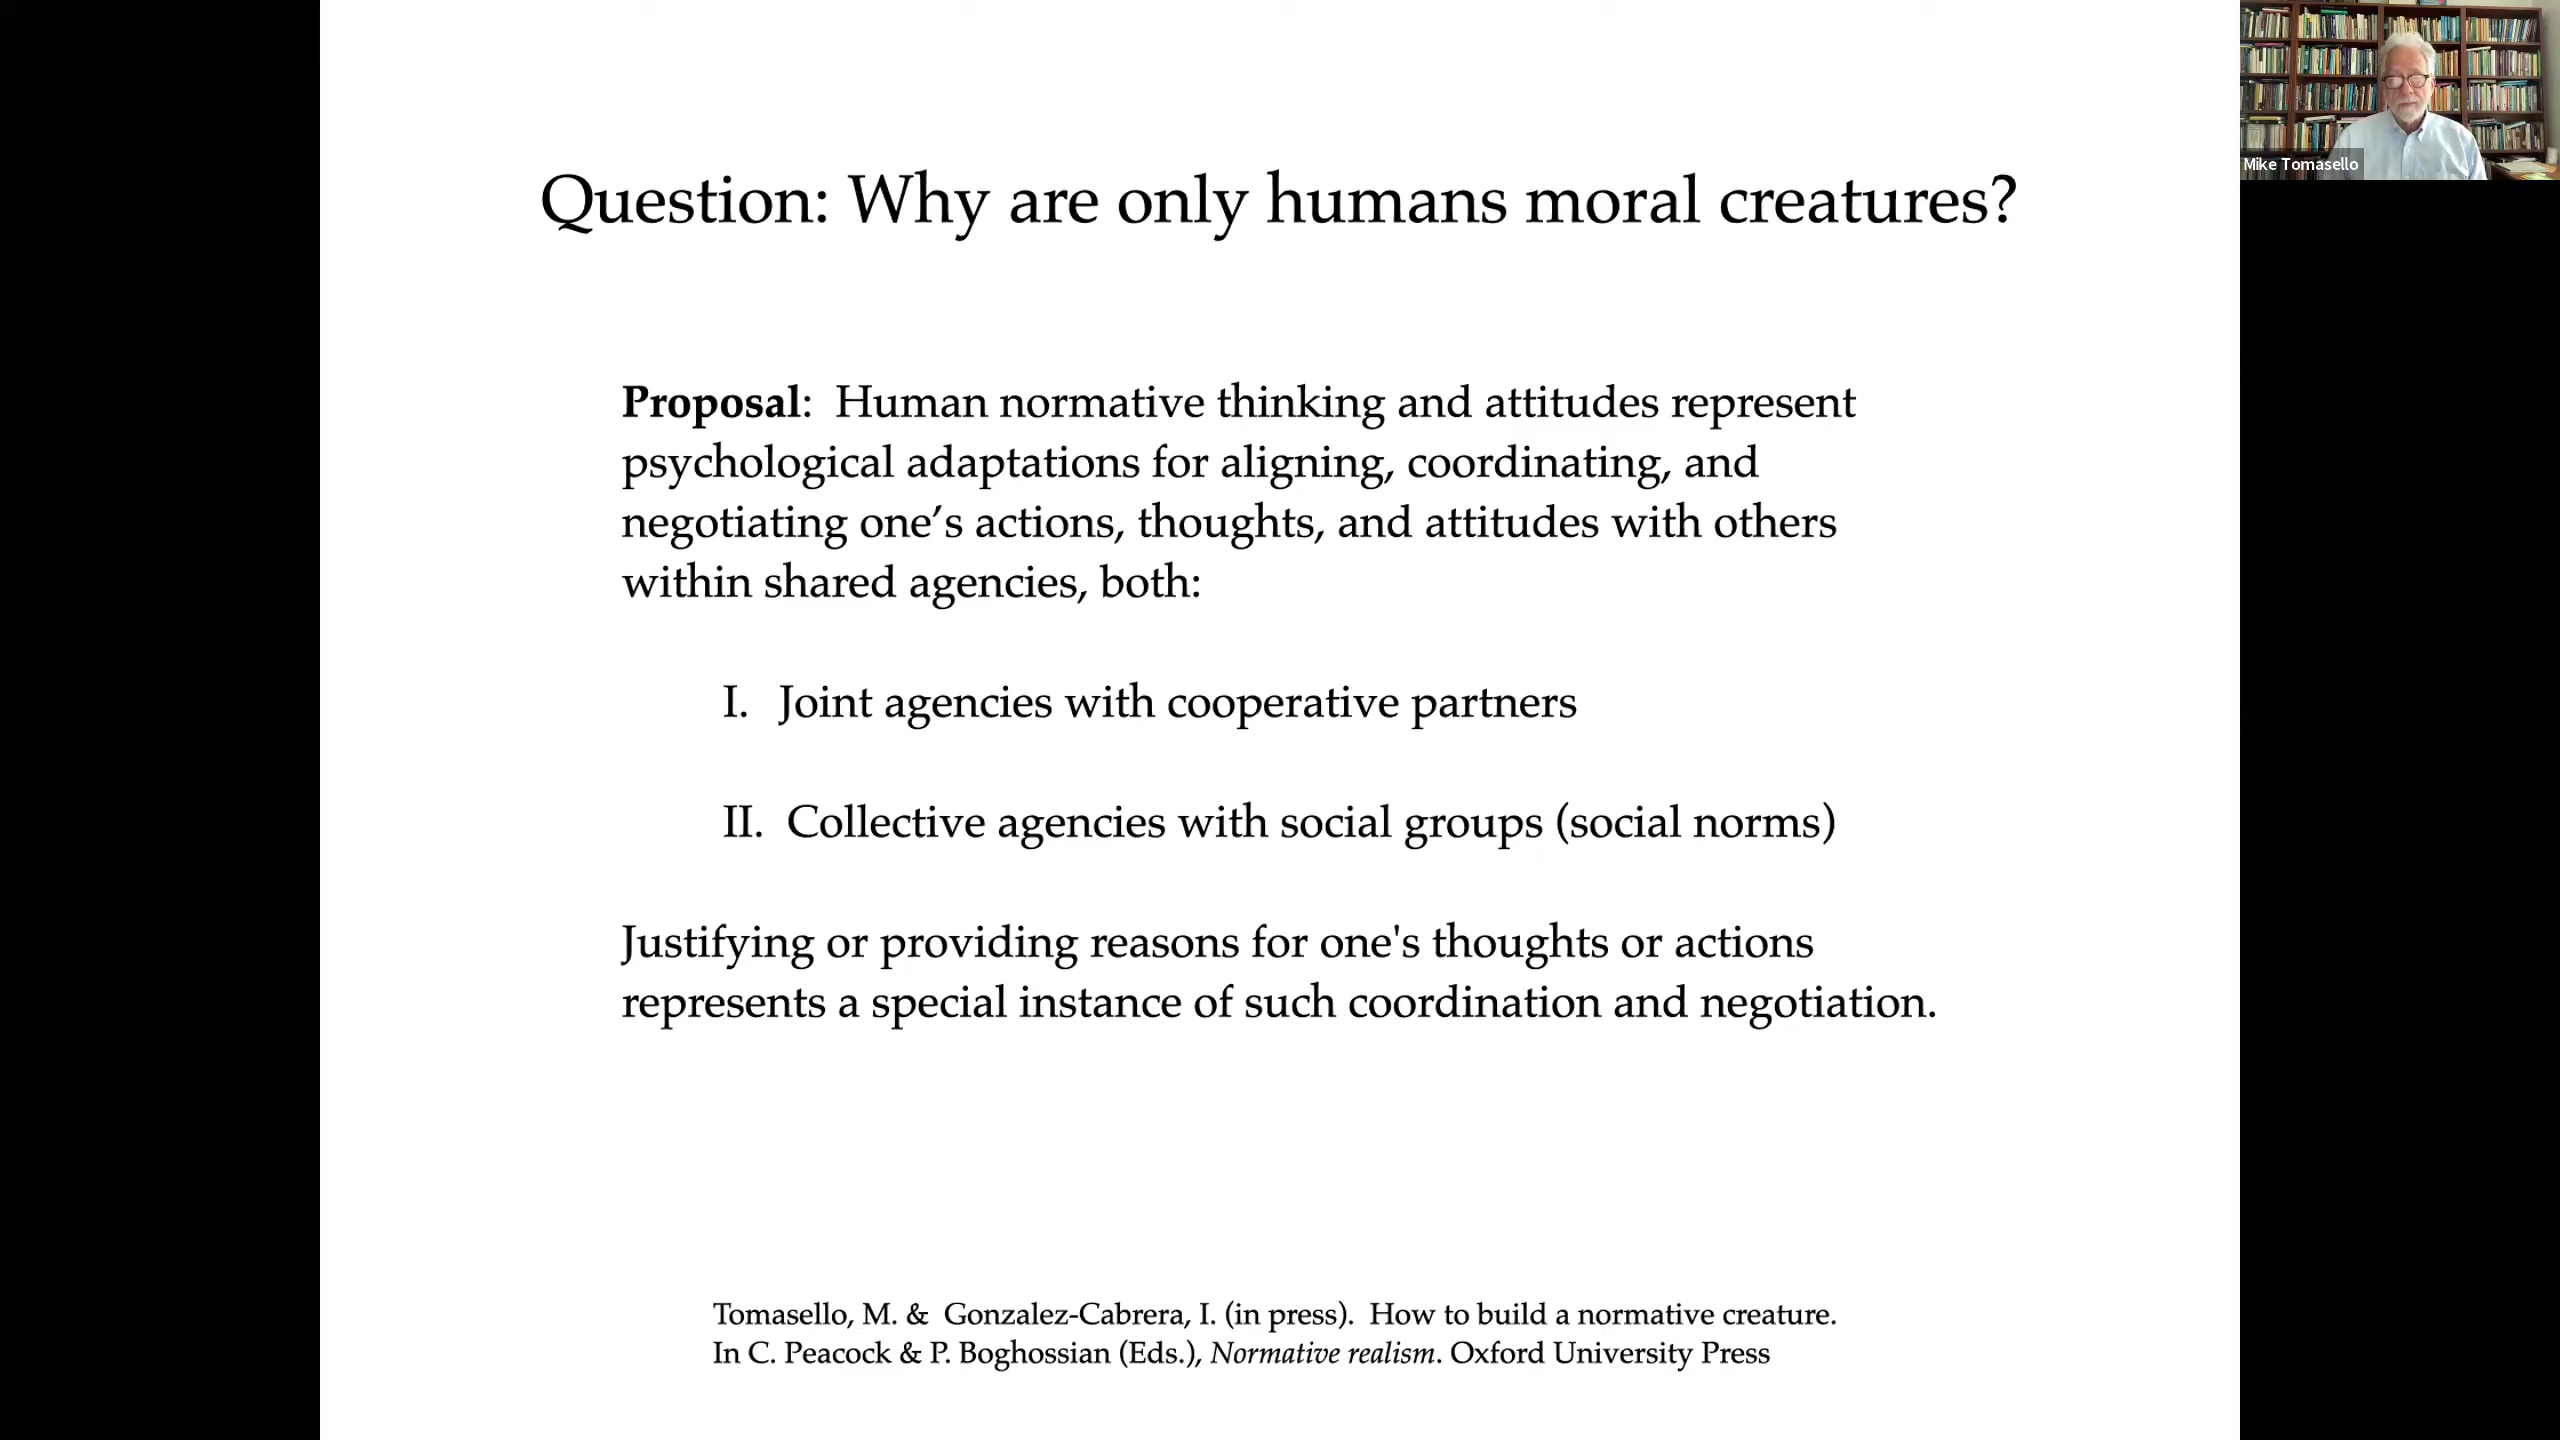 Question: Why are only humans moral creatures?
Mike Tomasello
Proposal:  Human normative thinking and attitudes represent
psychological adaptations for aligning, coordinating, and
negotiating one’s actions, thoughts, and attitudes with others
within shared agencies, both:
I.  Joint agencies with cooperative partners
II.  Collective agencies with social groups (social norms)
Justifying or providing reasons for one's thoughts or actions
represents a special instance of such coordination and negotiation.
Tomasello, M. &  Gonzalez-Cabrera, I. (in press).  How to build a normative creature.
In C. Peacock & P. Boghossian (Eds.), Normative realism. Oxford University Press